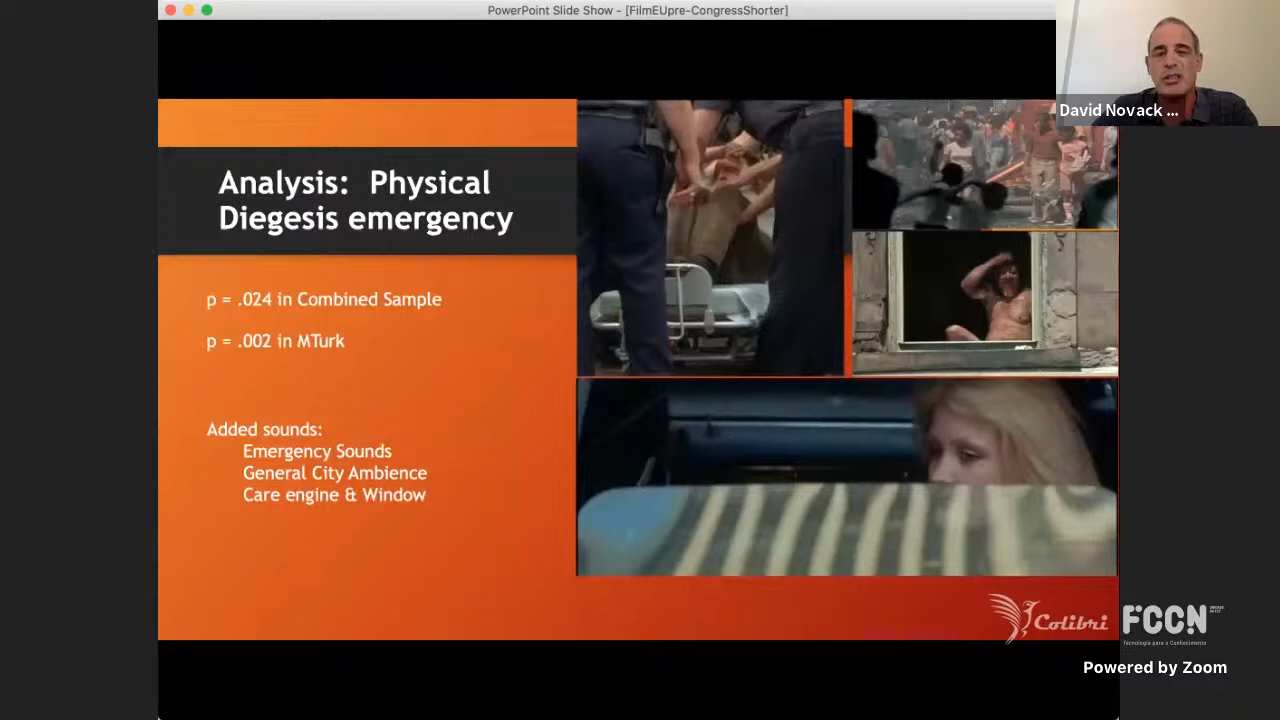 PowerPoint Slide Show - [FilmEUpre-CongressShorter]
David Novack ...
Analysis: Physical
Diegesis emergency
p = .024 in Combined Sample
p = .002 in MTurk
Added sounds:
Emergency Sounds
General City Ambience
Care engine & Window
Colibri
FCCN
Tecnologia para o Conhecimento
Powered by Zoom